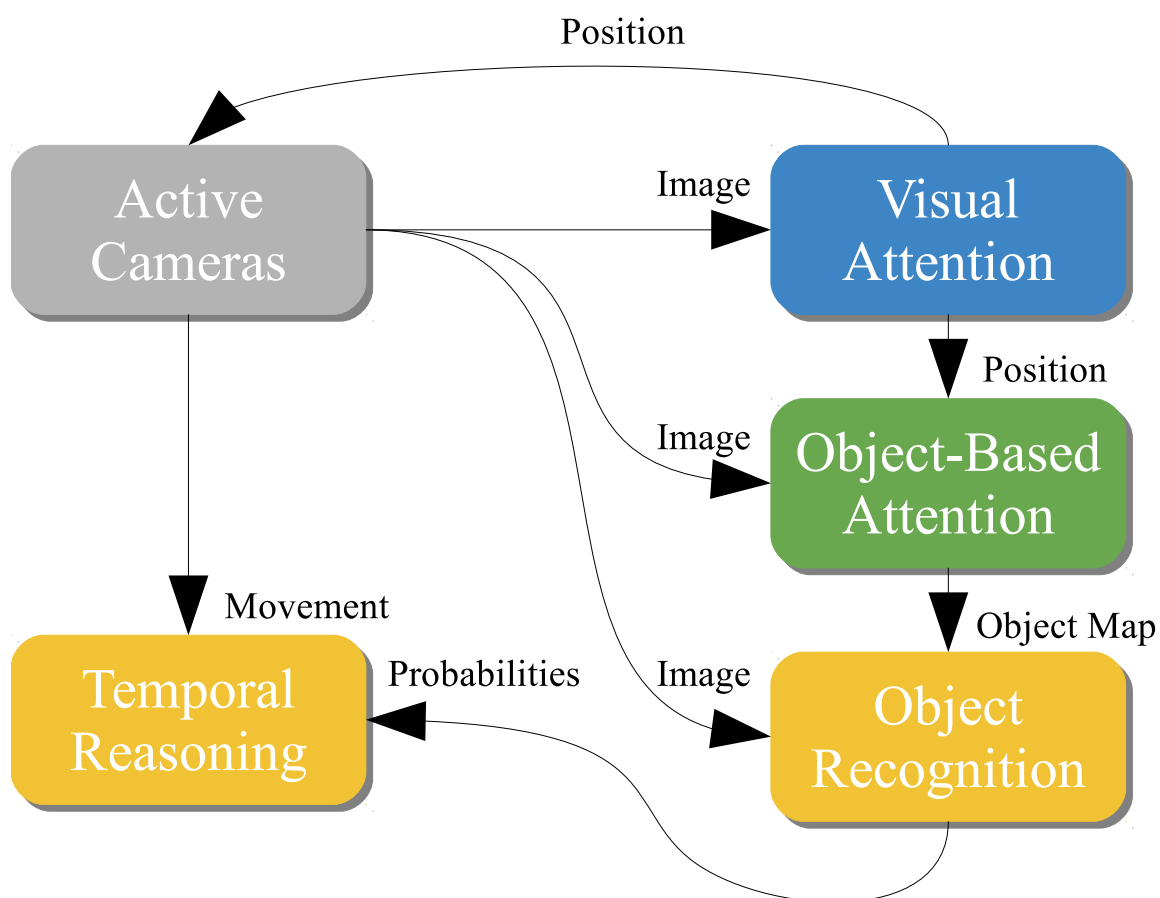 Position
Active
Cameras
Image
Visual
Attention
Position
Image
Object-Based
Attention
Movement
Object Map
Temporal
Reasoning
Probabilities
Image
Object
Recognition